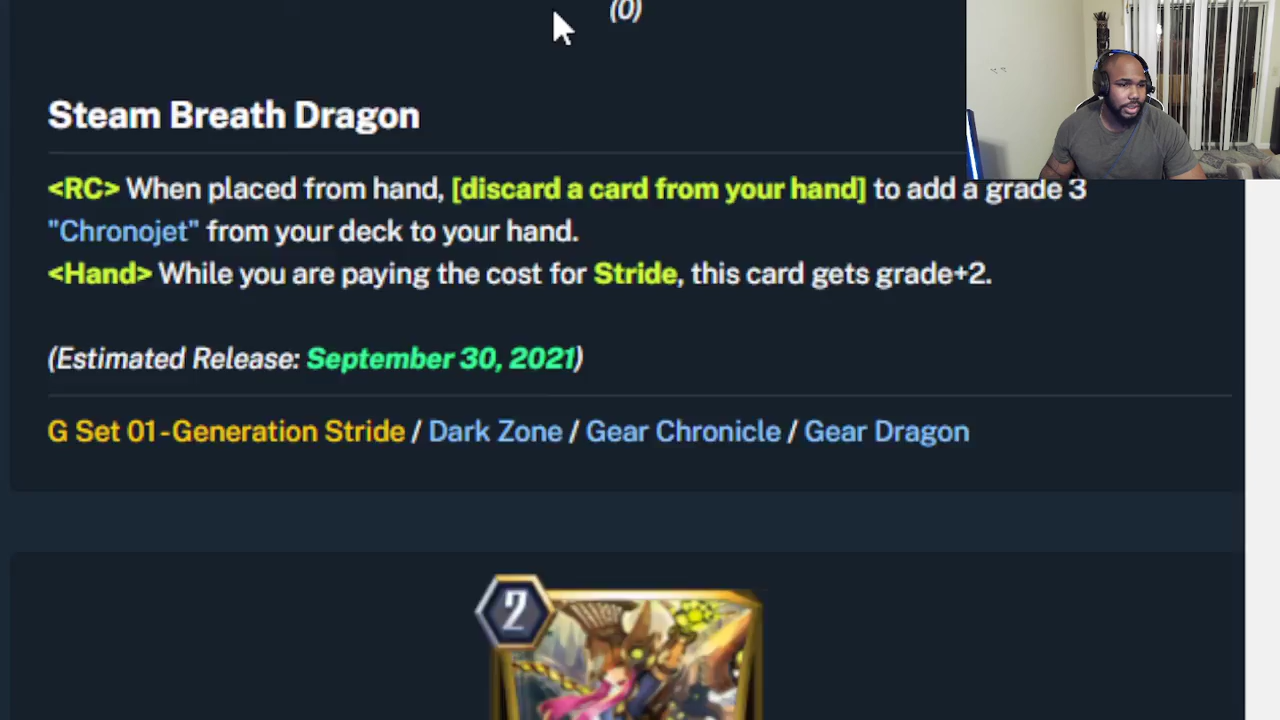 (0)
Steam Breath Dragon
<RC> When placed from hand, [discard a card from your hand] to add a grade 3
"Chronojet" from your deck to your hand.
<Hand> While you are paying the cost for Stride, this card gets grade+2.
(Estimated Release: September 30, 2021)
G Set 01 - Generation Stride / Dark Zone / Gear Chronicle / Gear Dragon
2